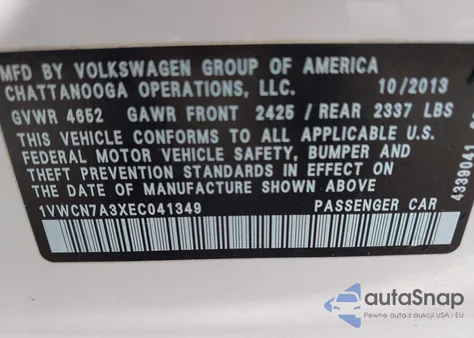 MFD BY VOLKSWAGEN GROUP OF AMERICA
CHATTANOOGA OPERATIONS, LLC. 10/2013
GVWR 4652 GAWR FRONT 2425 / REAR 2337 LBS
THIS VEHICLE CONFORMS TO ALL APPLICABLE U.S.
FEDERAL MOTOR VEHICLE SAFETY, BUMPER AND
THEFT PREVENTION STANDARDS IN EFFECT ON THE
DATE OF MANUFACTURE SHOWN ABOVE.
1VWCN7A3XEC041349 PASSENGER CAR
4339041
autoSnap
Pewne auta z aukcji USA i EU